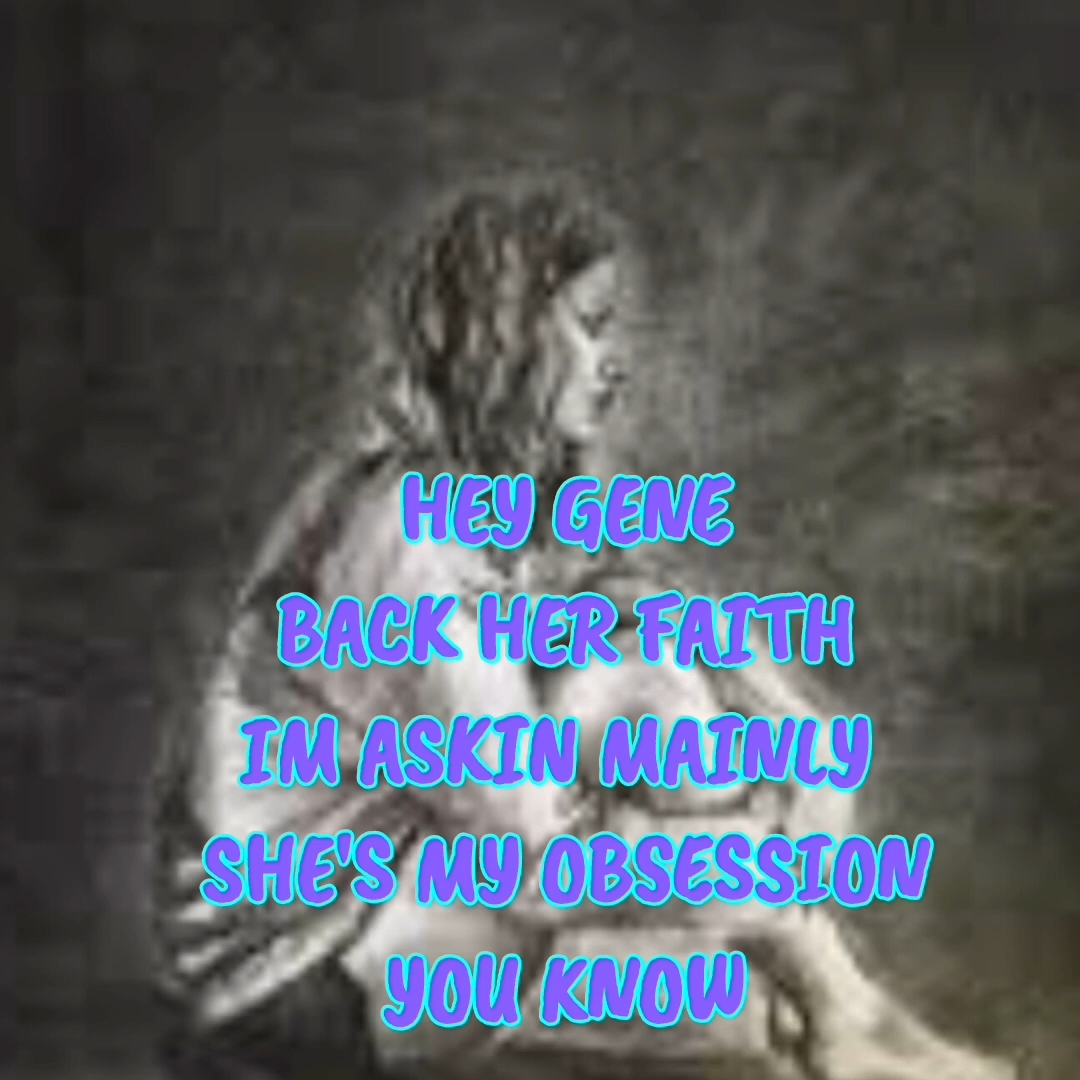 HEY GENE
BACK HER FAITH
IM ASKIN MAINLY
SHE'S MY OBSESSION
YOU KNOW